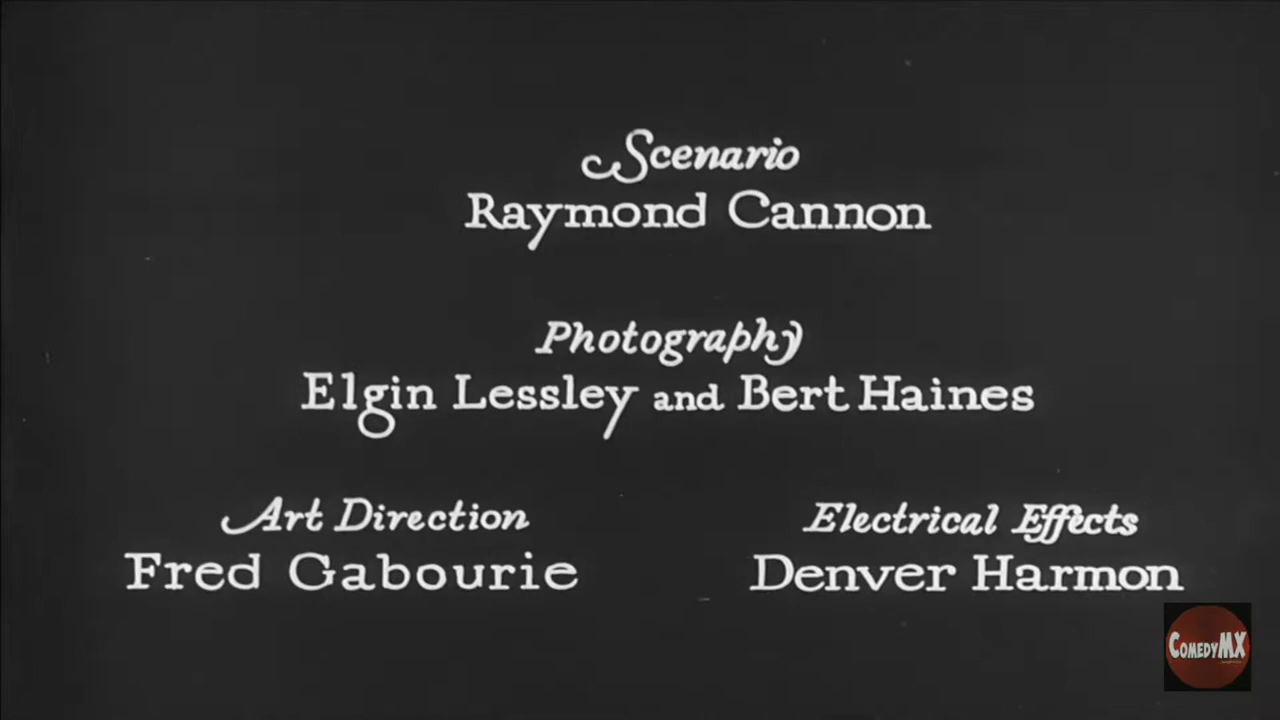 Scenario
Raymond Cannon
Photography
Elgin Lessley and Bert Haines
Art Direction
Electrical Effects
Fred Gabourie
Denver Harmon
COMEDYMX